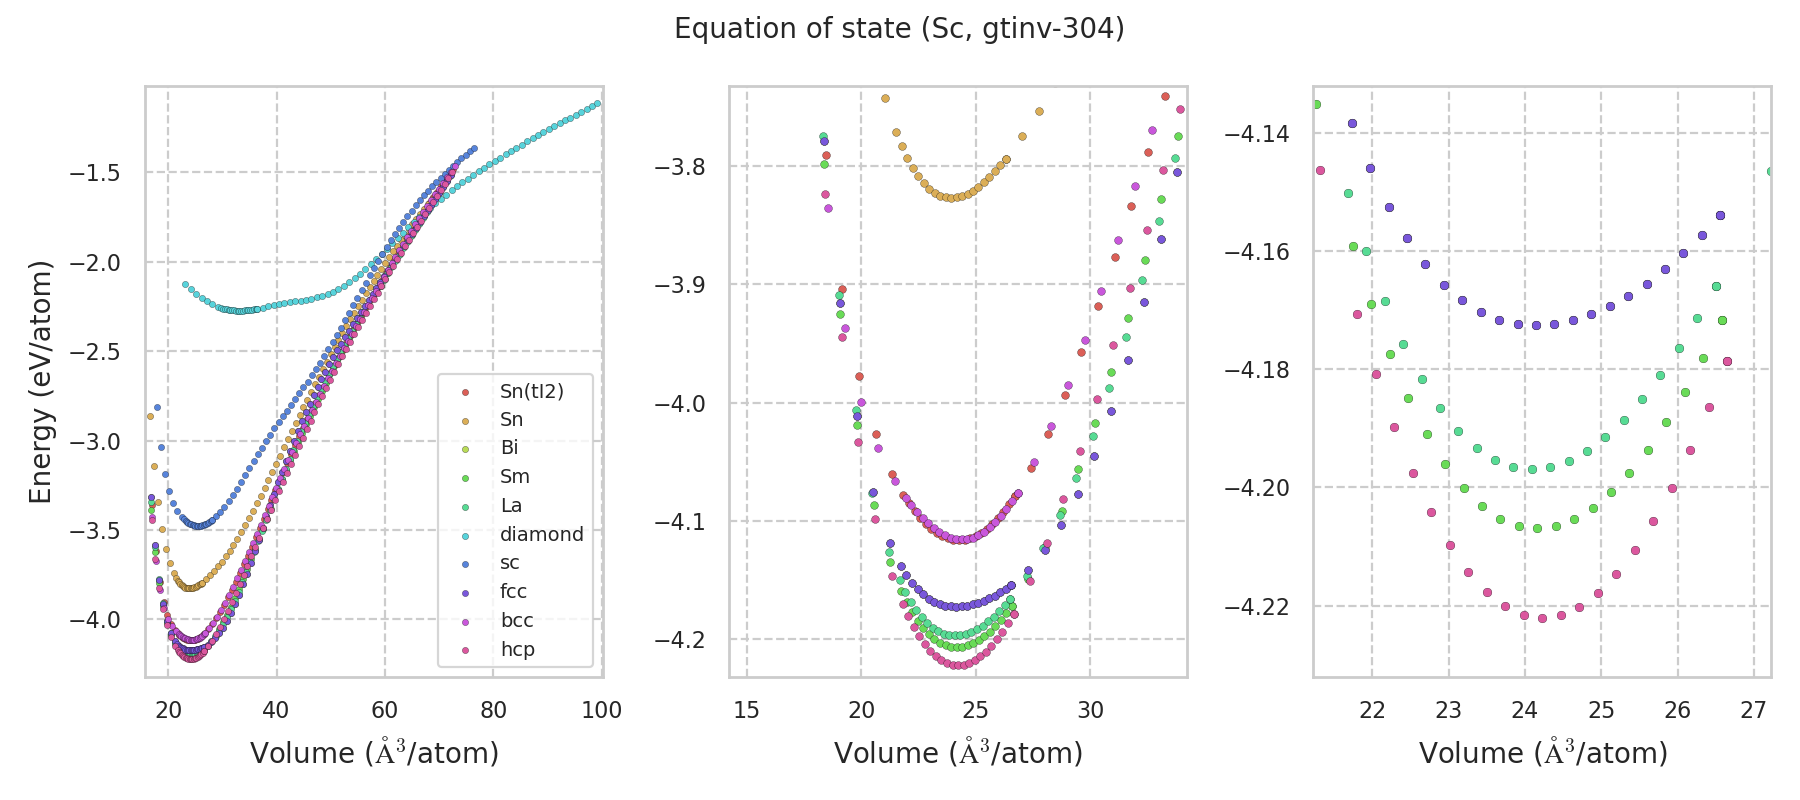 Equation of state (Sc, gtinv-304)
Energy (eV/atom)
−1.5
−2.0
−2.5
−3.0
−3.5
−4.0
20 40 60 80 100
Volume (Å³/atom)
Sn(tI2)
Sn
Bi
Sm
La
diamond
sc
fcc
bcc
hcp
−3.8
−3.9
−4.0
−4.1
−4.2
15 20 25 30
Volume (Å³/atom)
−4.14
−4.16
−4.18
−4.20
−4.22
22 23 24 25 26 27
Volume (Å³/atom)